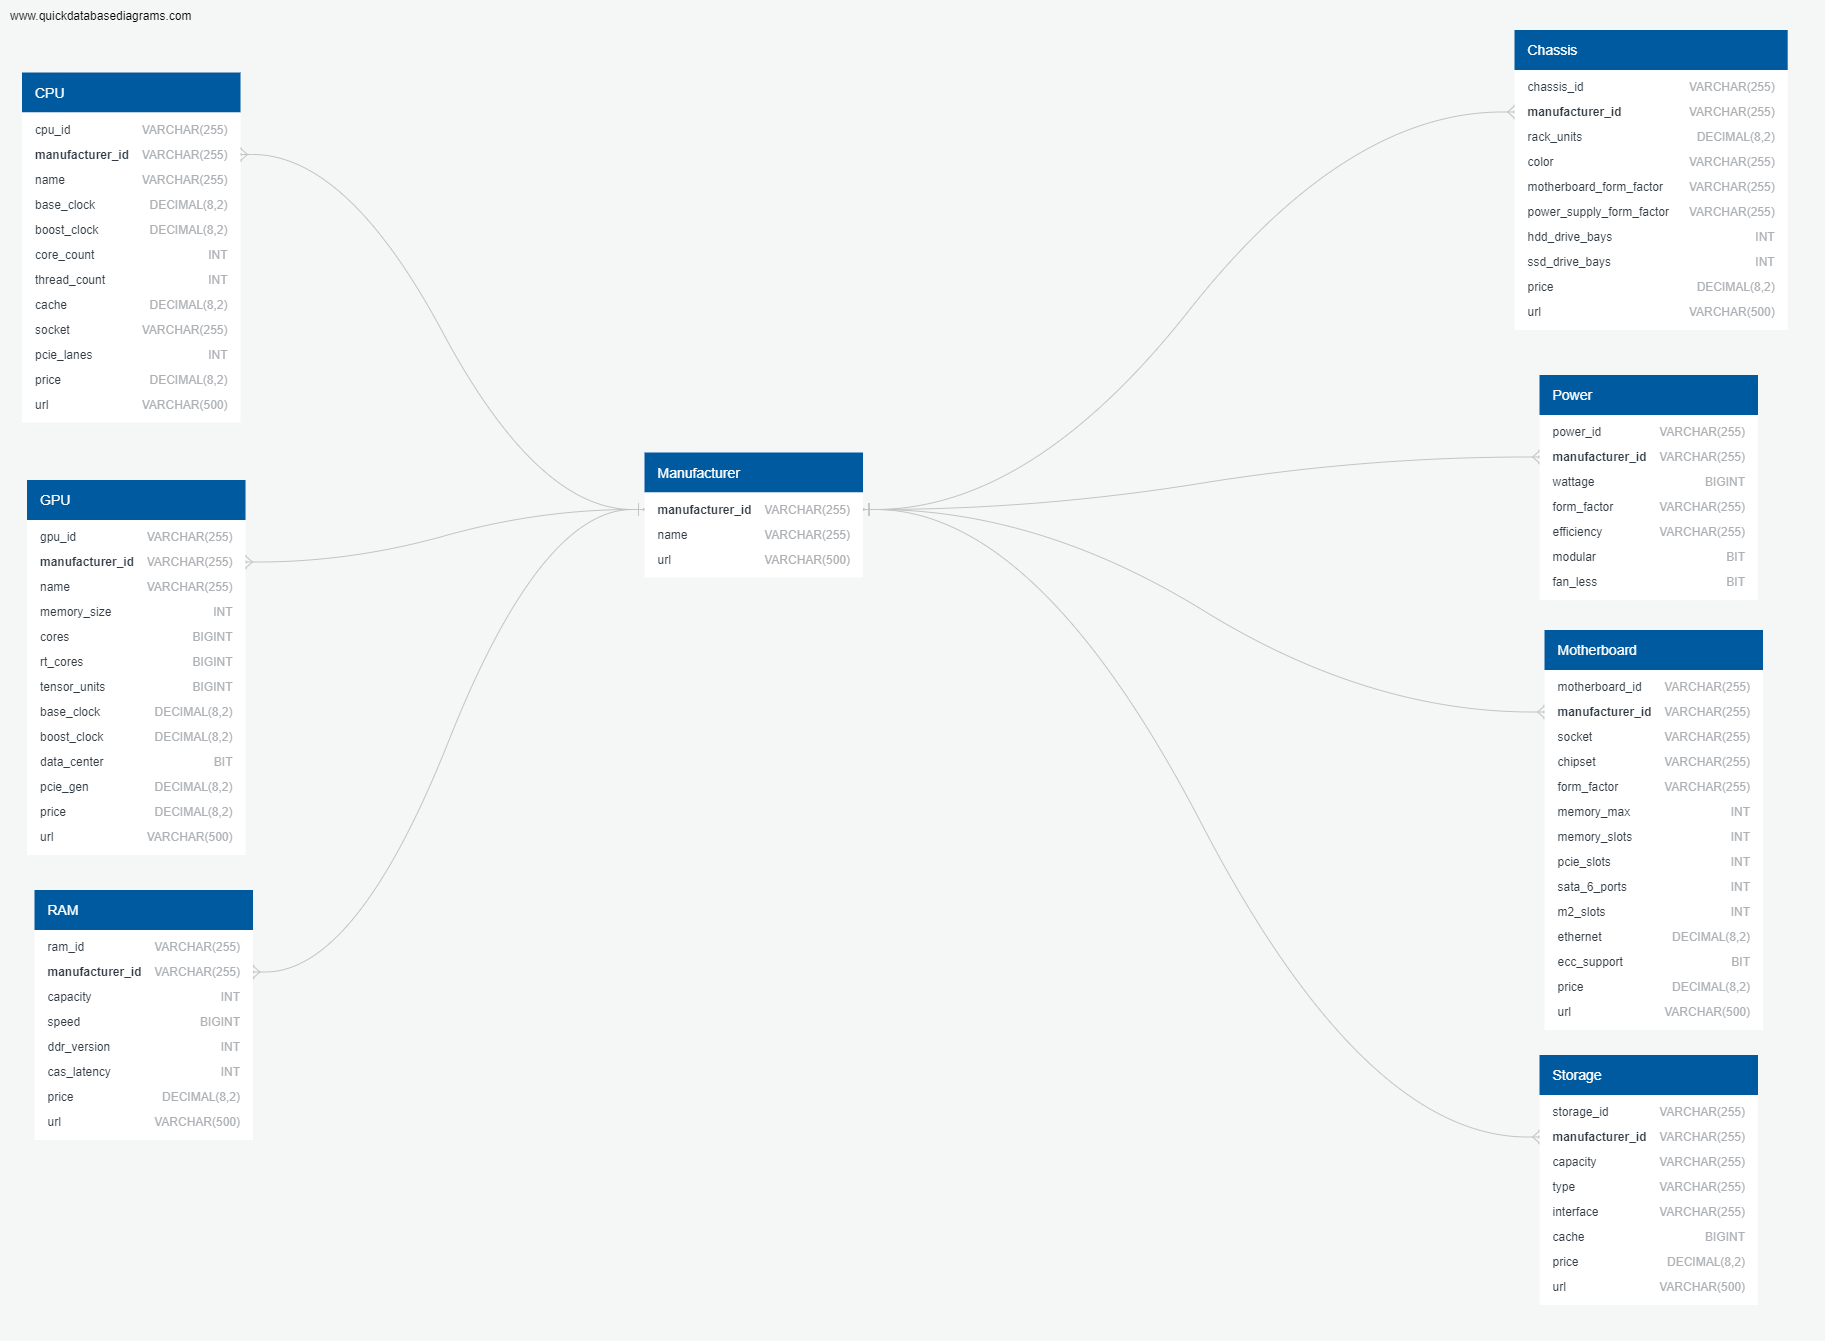 www.quickdatabasediagrams.com
CPU
cpu_id VARCHAR(255)
manufacturer_id VARCHAR(255)
name VARCHAR(255)
base_clock DECIMAL(8,2)
boost_clock DECIMAL(8,2)
core_count INT
thread_count INT
cache DECIMAL(8,2)
socket VARCHAR(255)
pcie_lanes INT
price DECIMAL(8,2)
url VARCHAR(500)
GPU
gpu_id VARCHAR(255)
manufacturer_id VARCHAR(255)
name VARCHAR(255)
memory_size INT
cores BIGINT
rt_cores BIGINT
tensor_units BIGINT
base_clock DECIMAL(8,2)
boost_clock DECIMAL(8,2)
data_center BIT
pcie_gen DECIMAL(8,2)
price DECIMAL(8,2)
url VARCHAR(500)
RAM
ram_id VARCHAR(255)
manufacturer_id VARCHAR(255)
capacity INT
speed BIGINT
ddr_version INT
cas_latency INT
price DECIMAL(8,2)
url VARCHAR(500)
Manufacturer
manufacturer_id VARCHAR(255)
name VARCHAR(255)
url VARCHAR(500)
Chassis
chassis_id VARCHAR(255)
manufacturer_id VARCHAR(255)
rack_units DECIMAL(8,2)
color VARCHAR(255)
motherboard_form_factor VARCHAR(255)
power_supply_form_factor VARCHAR(255)
hdd_drive_bays INT
ssd_drive_bays INT
price DECIMAL(8,2)
url VARCHAR(500)
Power
power_id VARCHAR(255)
manufacturer_id VARCHAR(255)
wattage BIGINT
form_factor VARCHAR(255)
efficiency VARCHAR(255)
modular BIT
fan_less BIT
Motherboard
motherboard_id VARCHAR(255)
manufacturer_id VARCHAR(255)
socket VARCHAR(255)
chipset VARCHAR(255)
form_factor VARCHAR(255)
memory_max INT
memory_slots INT
pcie_slots INT
sata_6_ports INT
m2_slots INT
ethernet DECIMAL(8,2)
ecc_support BIT
price DECIMAL(8,2)
url VARCHAR(500)
Storage
storage_id VARCHAR(255)
manufacturer_id VARCHAR(255)
capacity VARCHAR(255)
type VARCHAR(255)
interface VARCHAR(255)
cache BIGINT
price DECIMAL(8,2)
url VARCHAR(500)